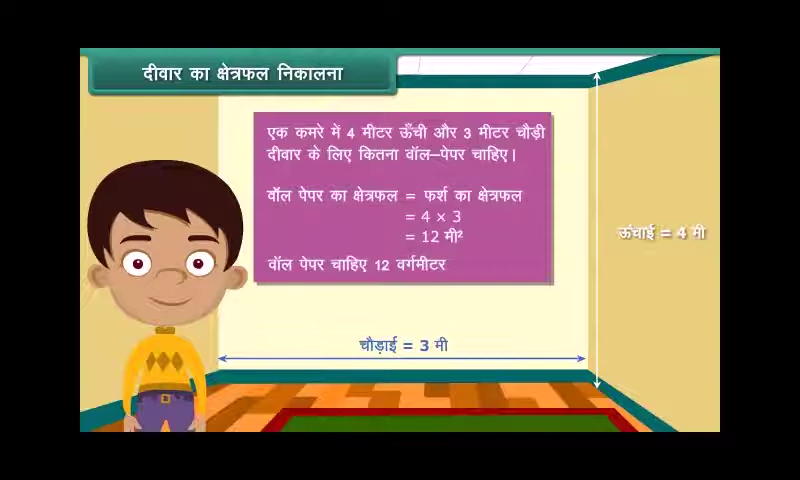 दीवार का क्षेत्रफल निकालना
एक कमरे में 4 मीटर ऊँची और 3 मीटर चौड़ी
दीवार के लिए कितना वॉल–पेपर चाहिए।
वॉल पेपर का क्षेत्रफल = फर्श का क्षेत्रफल
= 4 × 3
= 12 मी²
वॉल पेपर चाहिए 12 वर्गमीटर
ऊंचाई = 4 मी
चौड़ाई = 3 मी